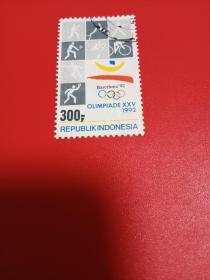 Barcelona '92
OLIMPIADE XXV
1992
300r
REPUBLIK INDONESIA